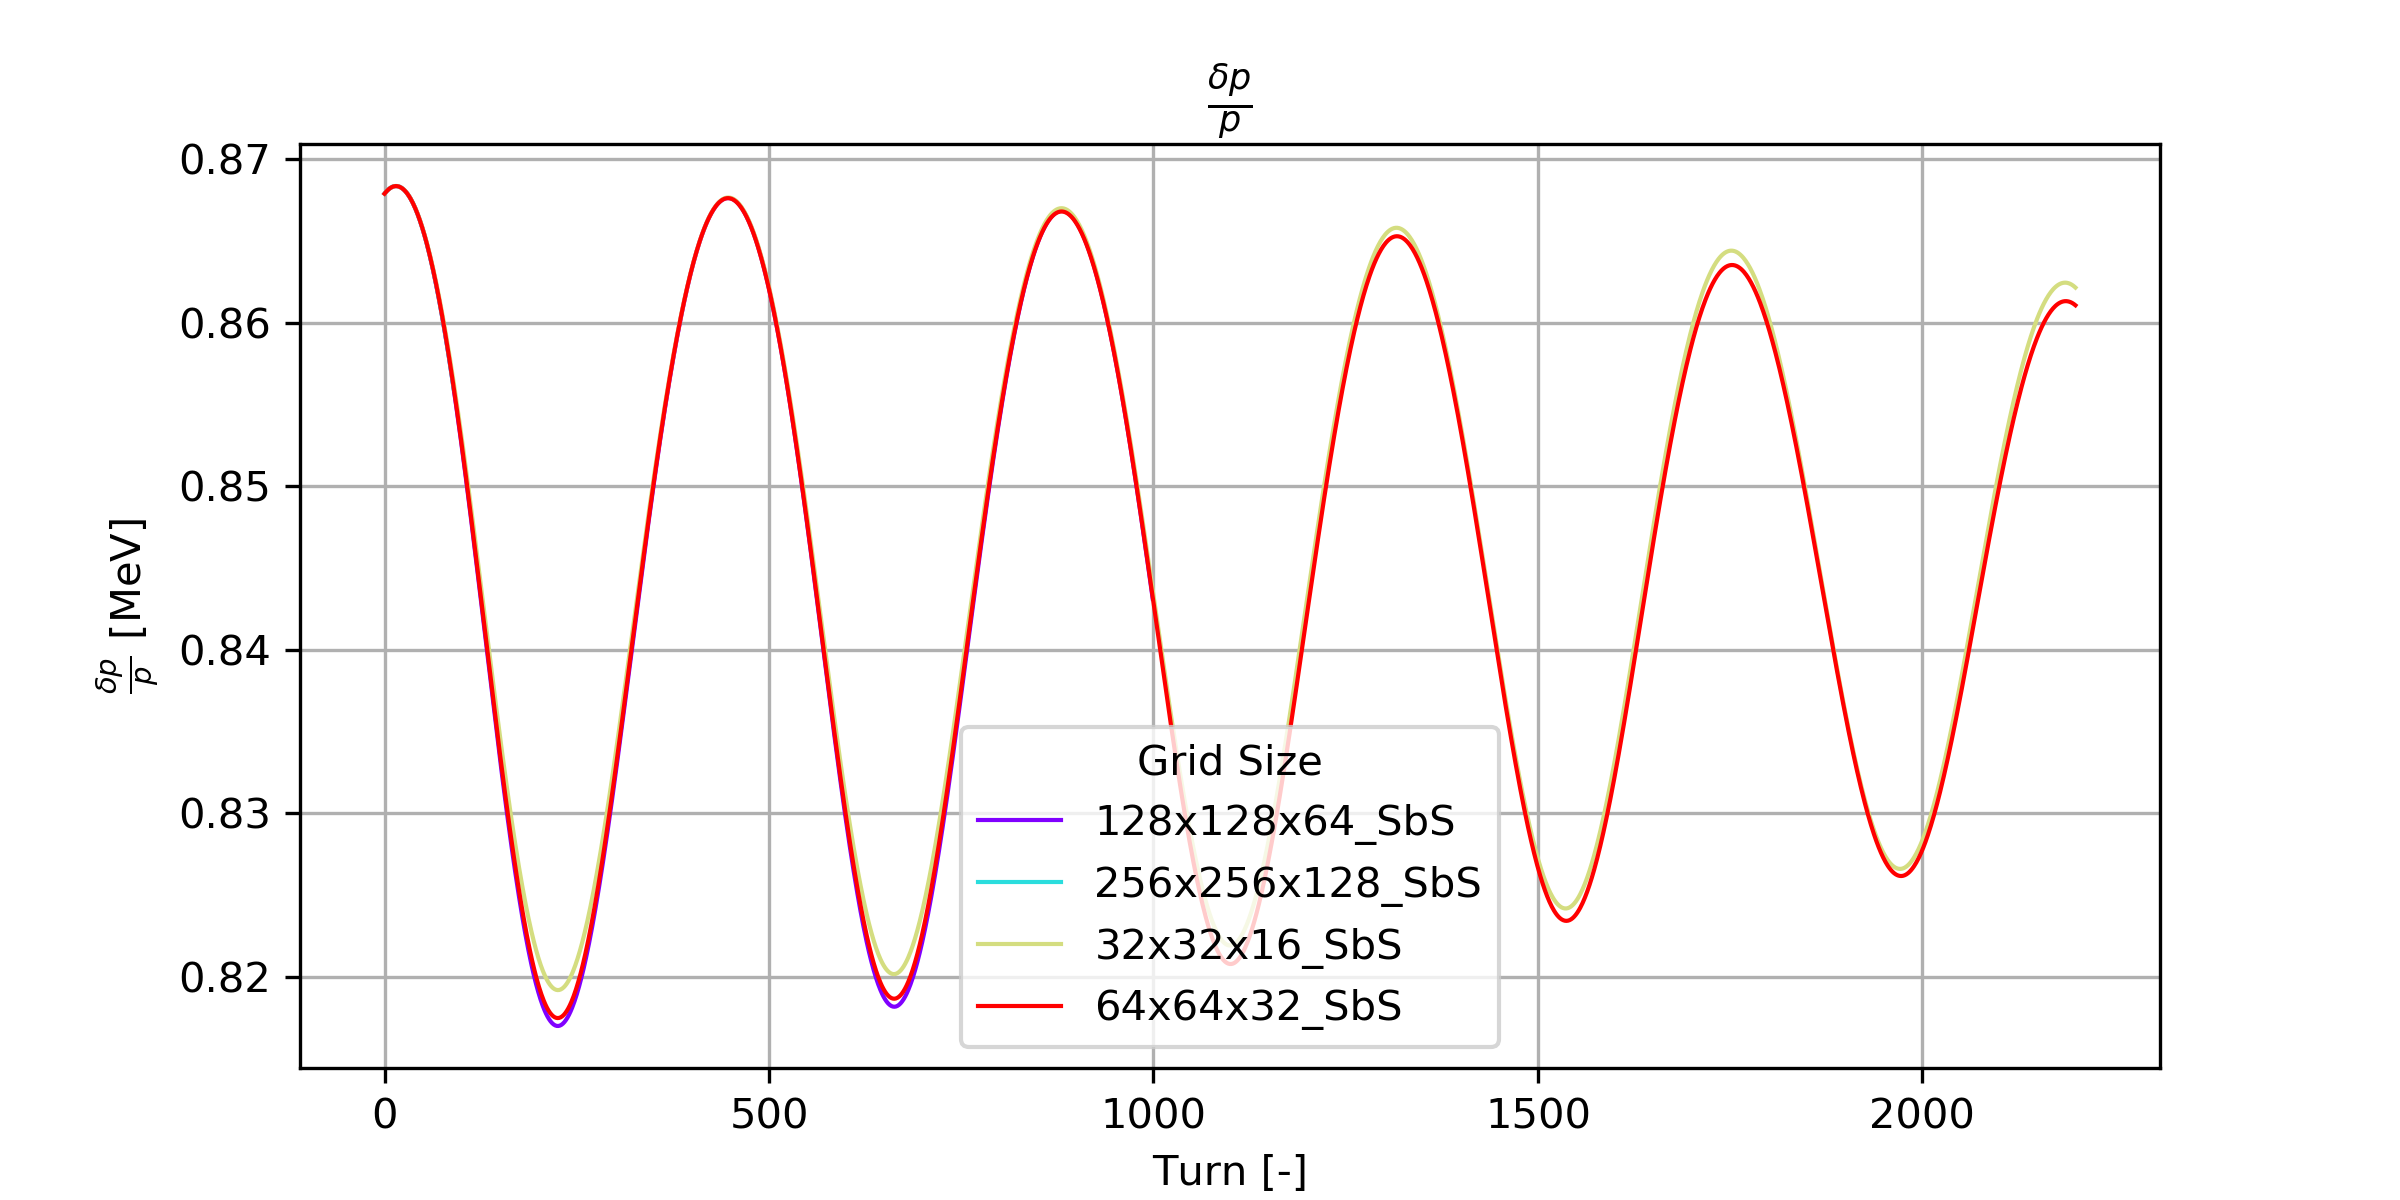 δp
p
0.87
0.86
0.85
0.84
0.83
0.82
δp
p [MeV]
Grid Size
128x128x64_SbS
256x256x128_SbS
32x32x16_SbS
64x64x32_SbS
0 500 1000 1500 2000
Turn [-]